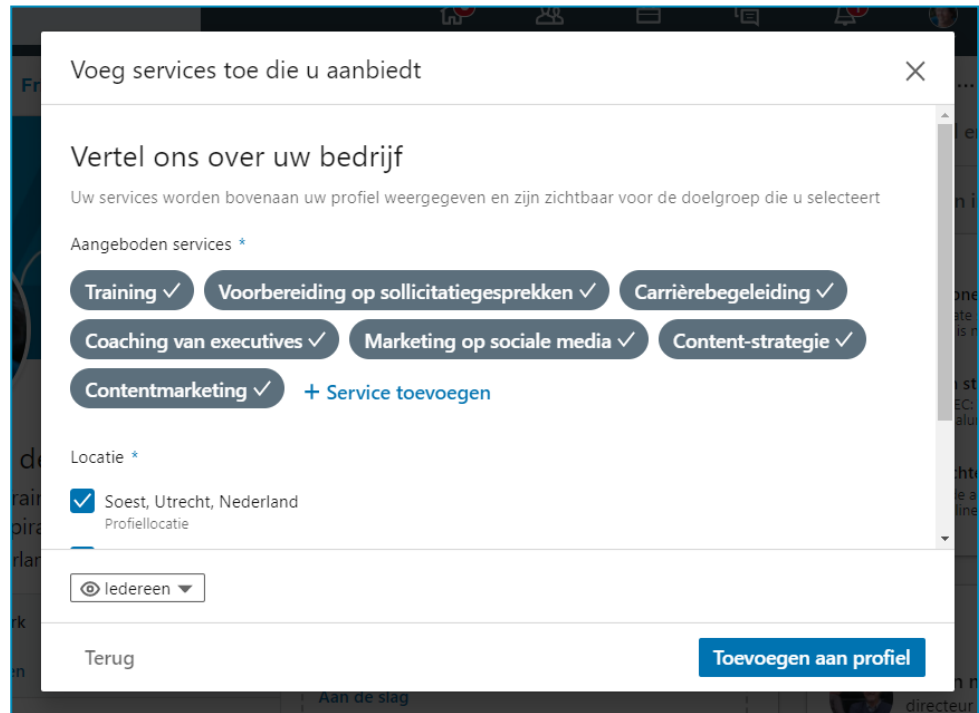 Voeg services toe die u aanbiedt
Vertel ons over uw bedrijf
Uw services worden bovenaan uw profiel weergegeven en zijn zichtbaar voor de doelgroep die u selecteert
Aangeboden services *
Training ✓ Voorbereiding op sollicitatiegesprekken ✓ Carrièrebegeleiding ✓
Coaching van executives ✓ Marketing op sociale media ✓ Content-strategie ✓
Contentmarketing ✓ + Service toevoegen
Locatie *
Soest, Utrecht, Nederland
Profiellocatie
Iedereen
Terug Toevoegen aan profiel
Aan de slag
directeur